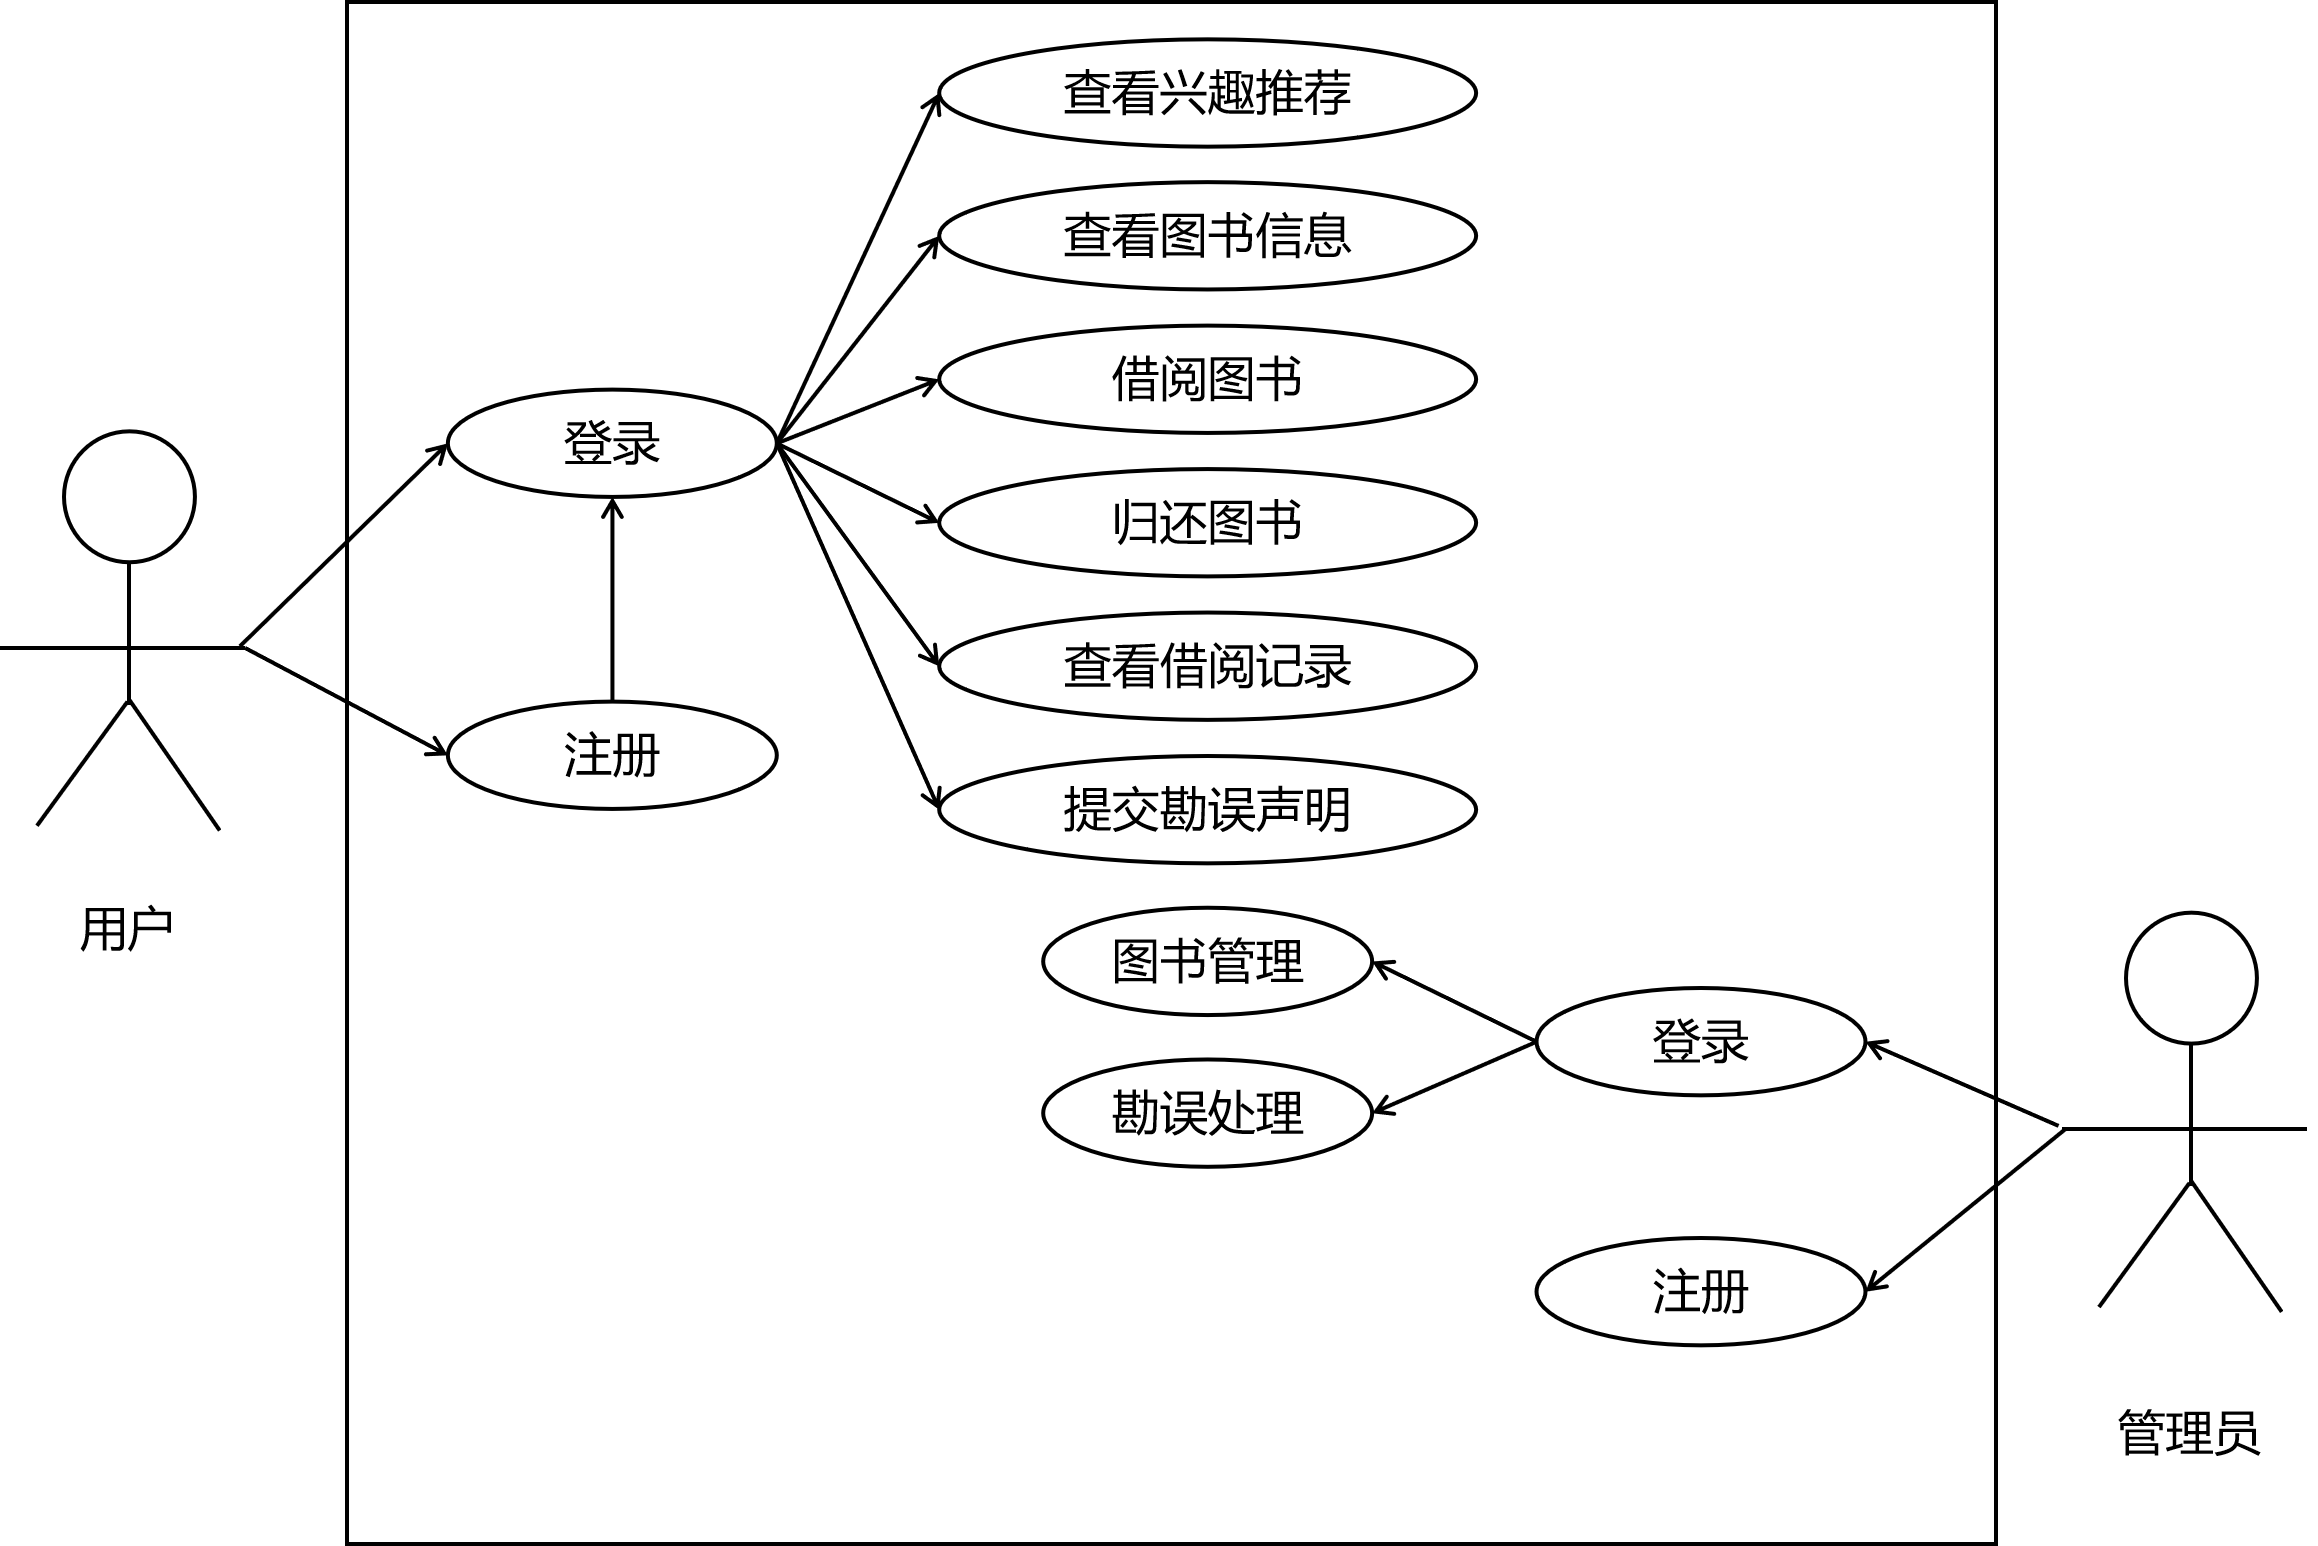 查看兴趣推荐
查看图书信息
借阅图书
登录
归还图书
查看借阅记录
注册
提交勘误声明
用户
图书管理
登录
勘误处理
注册
管理员